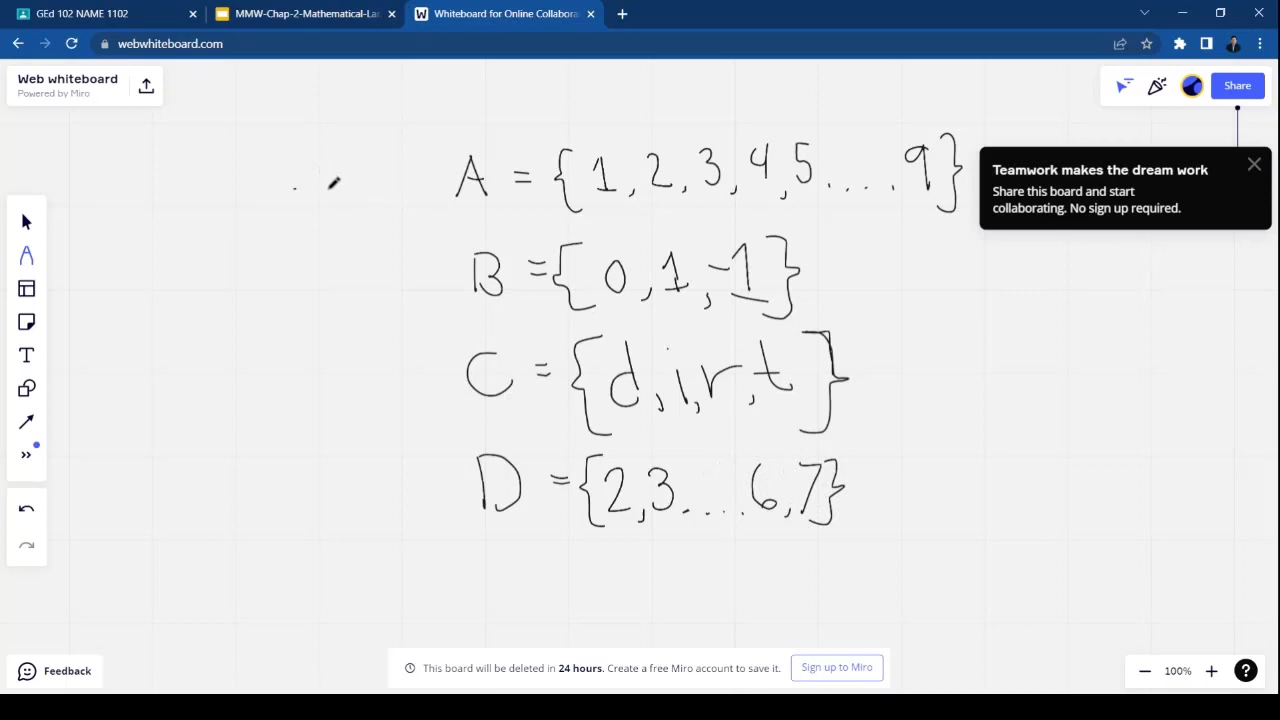 GEd 102 NAME 1102
MMW-Chap-2-Mathematical-La
Whiteboard for Online Collabora
webwhiteboard.com
Web whiteboard
Powered by Miro
Share
A = {1, 2, 3, 4, 5 . . . . 9}
Teamwork makes the dream work
Share this board and start
collaborating. No sign up required.
B = {0, 1, -1}
C = {d, i, r, t}
D = {2, 3 . . . . 6, 7}
Feedback
This board will be deleted in 24 hours. Create a free Miro account to save it.
Sign up to Miro
100%